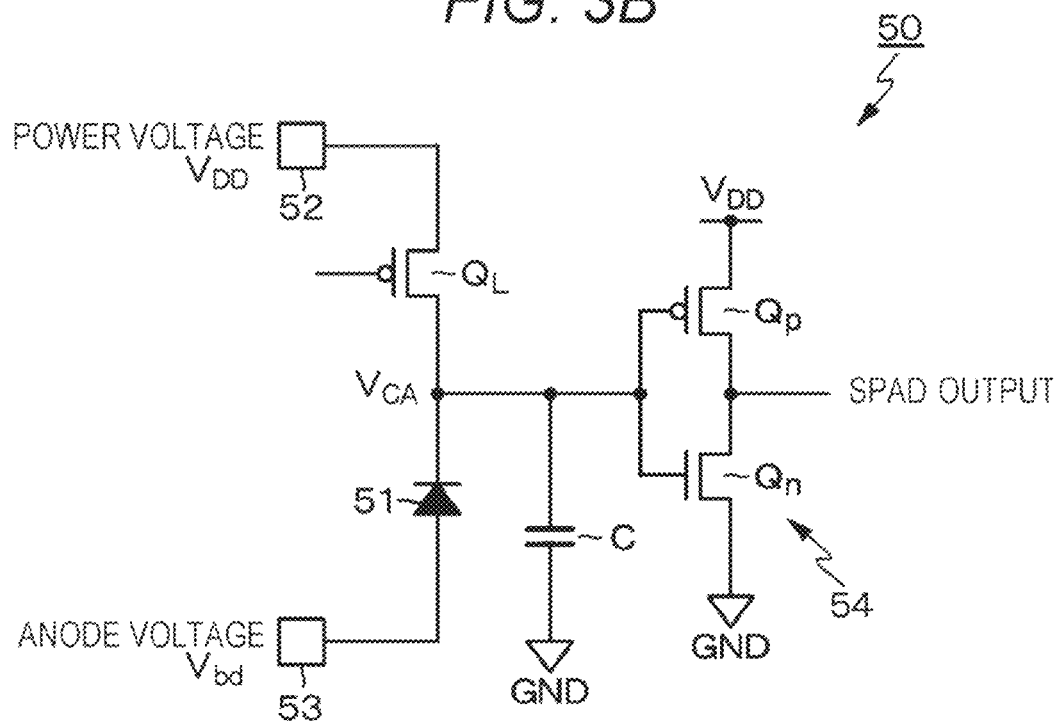 FIG. 3B
50
POWER VOLTAGE
VDD
52
VDD
QL
Qp
VCA
SPAD OUTPUT
51
C
Qn
54
ANODE VOLTAGE
Vbd
53
GND
GND